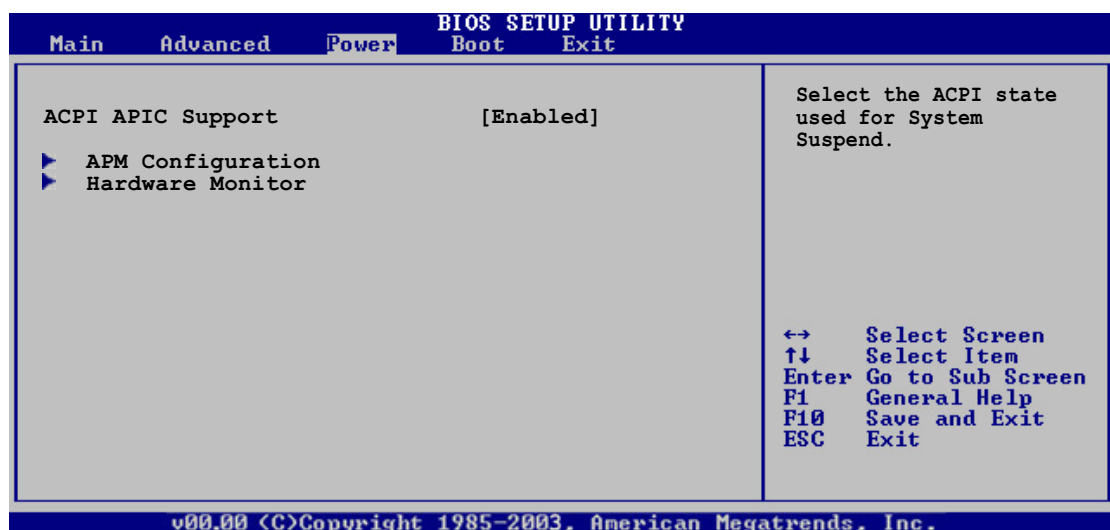 BIOS SETUP UTILITY
Main Advanced Power Boot Exit
ACPI APIC Support [Enabled]
APM Configuration
Hardware Monitor
Select the ACPI state
used for System
Suspend.
↔ Select Screen
↑↓ Select Item
Enter Go to Sub Screen
F1 General Help
F10 Save and Exit
ESC Exit
v00.00 (C)Copyright 1985-2003, American Megatrends, Inc.